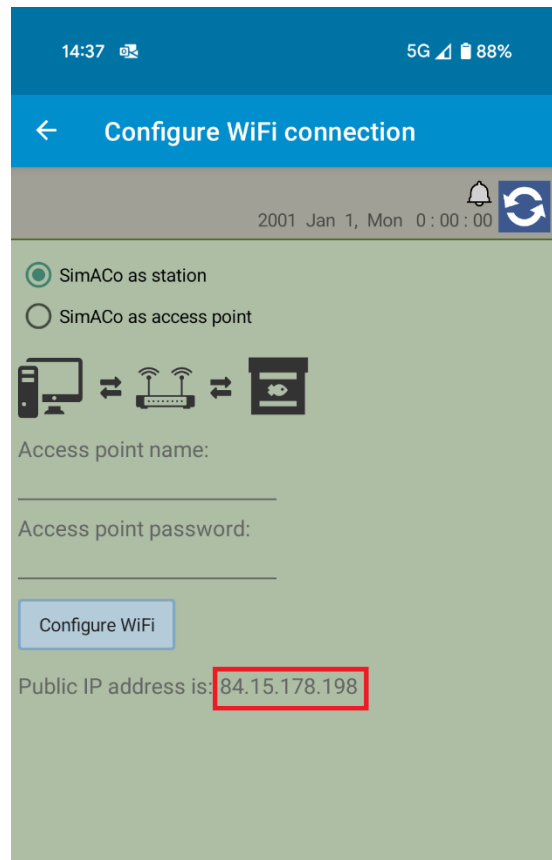 14:37 5G 88%
Configure WiFi connection
2001 Jan 1, Mon 0 : 00 : 00
SimACo as station
SimACo as access point
Access point name:
Access point password:
Configure WiFi
Public IP address is: 84.15.178.198